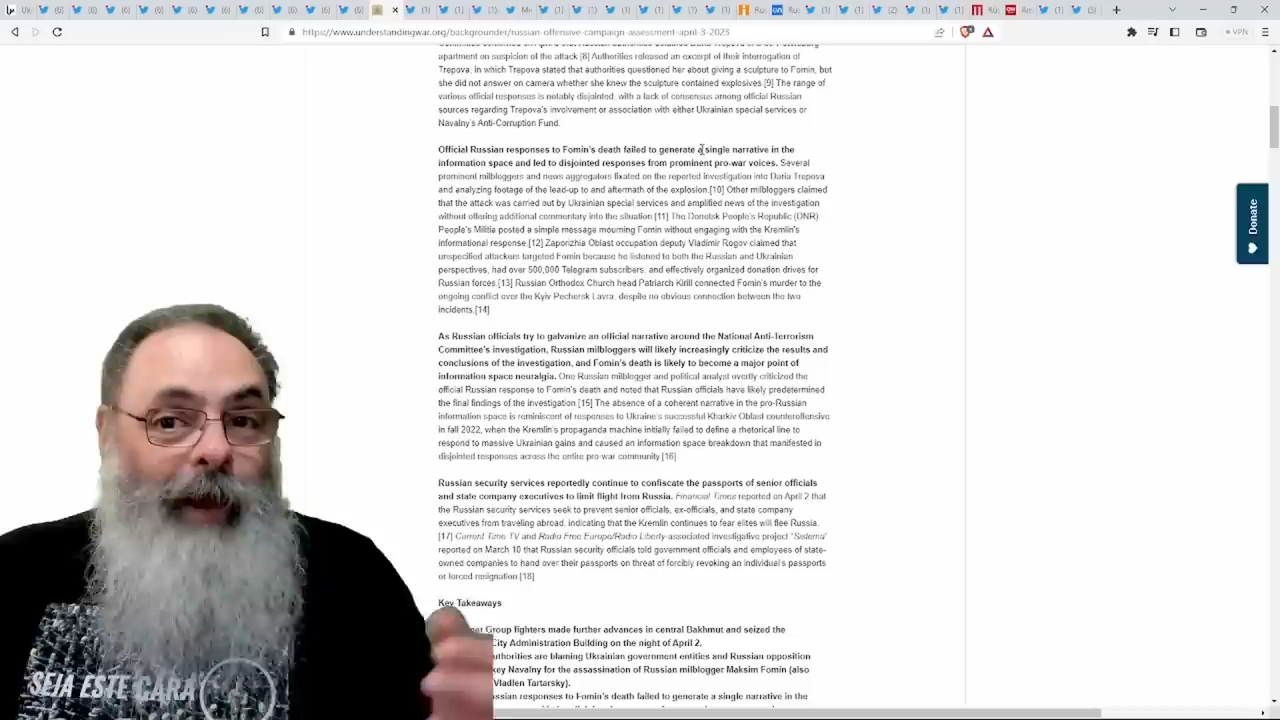 https://www.understandingwar.org/backgrounder/russian-offensive-campaign-assessment-april-3-2023
VPN
apartment on suspicion of the attack.[8] Authorities released an excerpt of their interrogation of
Trepova, in which Trepova stated that authorities questioned her about giving a sculpture to Fomin, but
she did not answer on camera whether she knew the sculpture contained explosives.[9] The range of
various official responses is notably disjointed, with a lack of consensus among official Russian
sources regarding Trepova's involvement or association with either Ukrainian special services or
Navalny's Anti-Corruption Fund.
Official Russian responses to Fomin's death failed to generate a single narrative in the
information space and led to disjointed responses from prominent pro-war voices. Several
prominent milbloggers and news aggregators fixated on the reported investigation into Daria Trepova
and analyzing footage of the lead-up to and aftermath of the explosion.[10] Other milbloggers claimed
that the attack was carried out by Ukrainian special services and amplified news of the investigation
without offering additional commentary into the situation.[11] The Donetsk People's Republic (DNR)
People's Militia posted a simple message mourning Fomin without engaging with the Kremlin's
informational response.[12] Zaporizhia Oblast occupation deputy Vladimir Rogov claimed that
unspecified attackers targeted Fomin because he listened to both the Russian and Ukrainian
perspectives, had over 500,000 Telegram subscribers, and effectively organized donation drives for
Russian forces.[13] Russian Orthodox Church head Patriarch Kirill connected Fomin's murder to the
ongoing conflict over the Kyiv Pechersk Lavra, despite no obvious connection between the two
incidents.[14]
As Russian officials try to galvanize an official narrative around the National Anti-Terrorism
Committee's investigation, Russian milbloggers will likely increasingly criticize the results and
conclusions of the investigation, and Fomin's death is likely to become a major point of
information space neuralgia. One Russian milblogger and political analyst overtly criticized the
official Russian response to Fomin's death and noted that Russian officials have likely predetermined
the final findings of the investigation.[15] The absence of a coherent narrative in the pro-Russian
information space is reminiscent of responses to Ukraine's successful Kharkiv Oblast counteroffensive
in fall 2022, when the Kremlin's propaganda machine initially failed to define a rhetorical line to
respond to massive Ukrainian gains and caused an information space breakdown that manifested in
disjointed responses across the entire pro-war community.[16]
Russian security services reportedly continue to confiscate the passports of senior officials
and state company executives to limit flight from Russia. Financial Times reported on April 2 that
the Russian security services seek to prevent senior officials, ex-officials, and state company
executives from traveling abroad, indicating that the Kremlin continues to fear elites will flee Russia.
[17] Current Time TV and Radio Free Europe/Radio Liberty-associated investigative project "Sistema"
reported on March 10 that Russian security officials told government officials and employees of state-
owned companies to hand over their passports on threat of forcibly revoking an individual's passports
or forced resignation.[18]
Key Takeaways
Group fighters made further advances in central Bakhmut and seized the
City Administration Building on the night of April 2.
authorities are blaming Ukrainian government entities and Russian opposition
Navalny for the assassination of Russian milblogger Maksim Fomin (also
Vladlen Tartarsky).
responses to Fomin's death failed to generate a single narrative in the
Donate
ESTE CARA